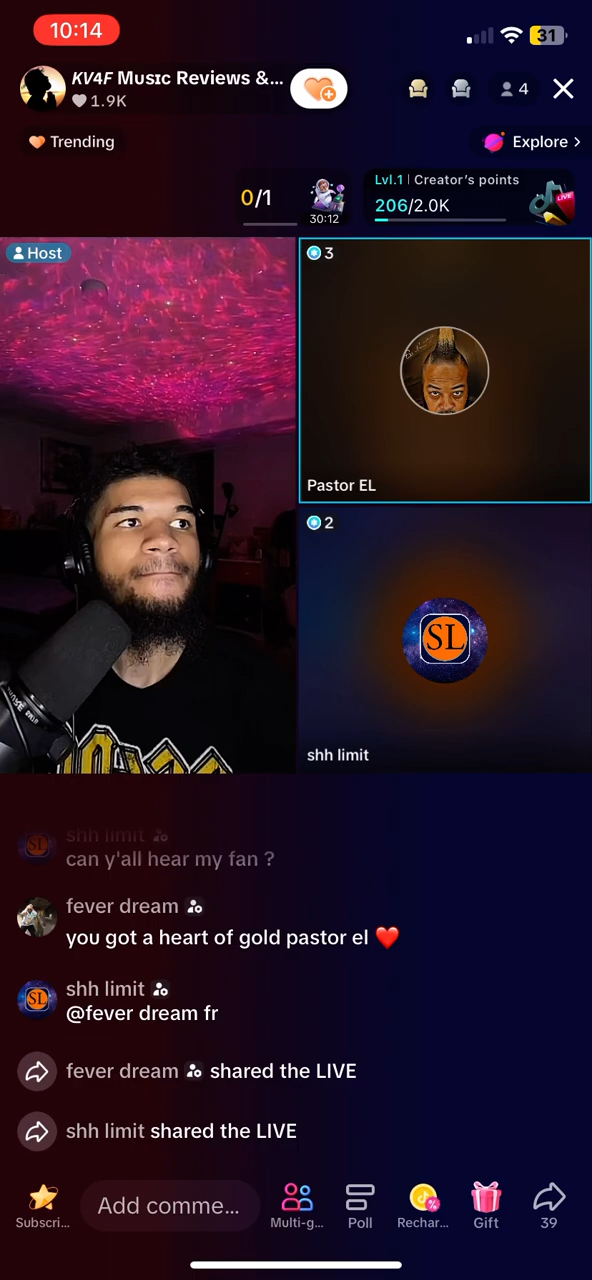 10:14
31
KV4F Music Reviews &...
1.9K
4
Trending
Explore >
0/1
30:12
Lvl.1 | Creator's points
206/2.0K
LIVE
Host
3
Pastor EL
2
SL
shh limit
shh limit
can y'all hear my fan ?
fever dream
you got a heart of gold pastor el ❤️
shh limit
@fever dream fr
fever dream shared the LIVE
shh limit shared the LIVE
Subscri...
Add comme...
Multi-g...
Poll
Rechar...
Gift
39